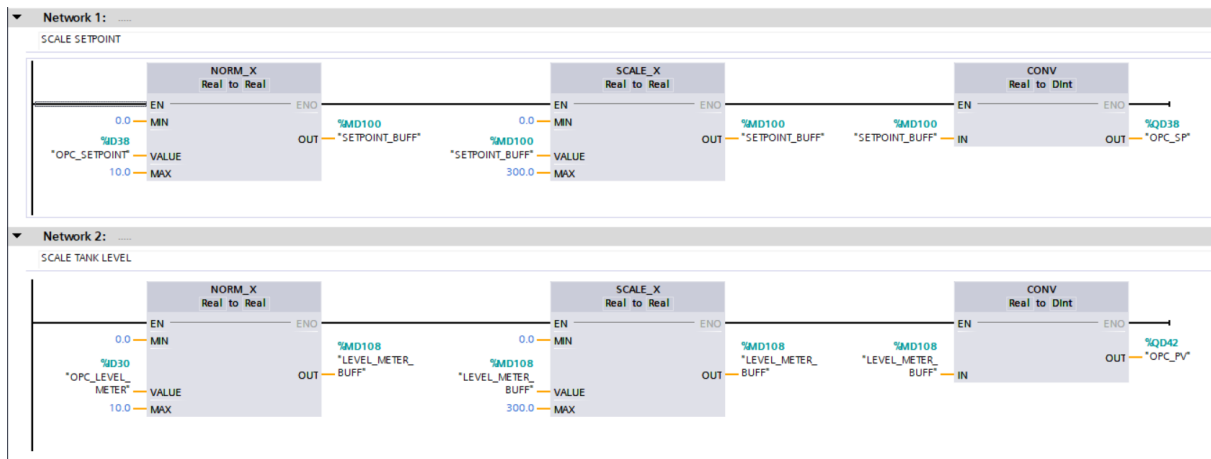 Network 1: .....
SCALE SETPOINT
NORM_X
Real to Real
EN
ENO
0.0
MIN
%ID38
"OPC_SETPOINT"
VALUE
10.0
MAX
OUT
%MD100
"SETPOINT_BUFF"
SCALE_X
Real to Real
EN
ENO
0.0
MIN
%MD100
"SETPOINT_BUFF"
VALUE
300.0
MAX
OUT
%MD100
"SETPOINT_BUFF"
CONV
Real to DInt
EN
ENO
%MD100
"SETPOINT_BUFF"
IN
OUT
%QD38
"OPC_SP"
Network 2: .....
SCALE TANK LEVEL
NORM_X
Real to Real
EN
ENO
0.0
MIN
%ID30
"OPC_LEVEL_
METER"
VALUE
10.0
MAX
OUT
%MD108
"LEVEL_METER_
BUFF"
SCALE_X
Real to Real
EN
ENO
0.0
MIN
%MD108
"LEVEL_METER_
BUFF"
VALUE
300.0
MAX
OUT
%MD108
"LEVEL_METER_
BUFF"
CONV
Real to DInt
EN
ENO
%MD108
"LEVEL_METER_
BUFF"
IN
OUT
%QD42
"OPC_PV"